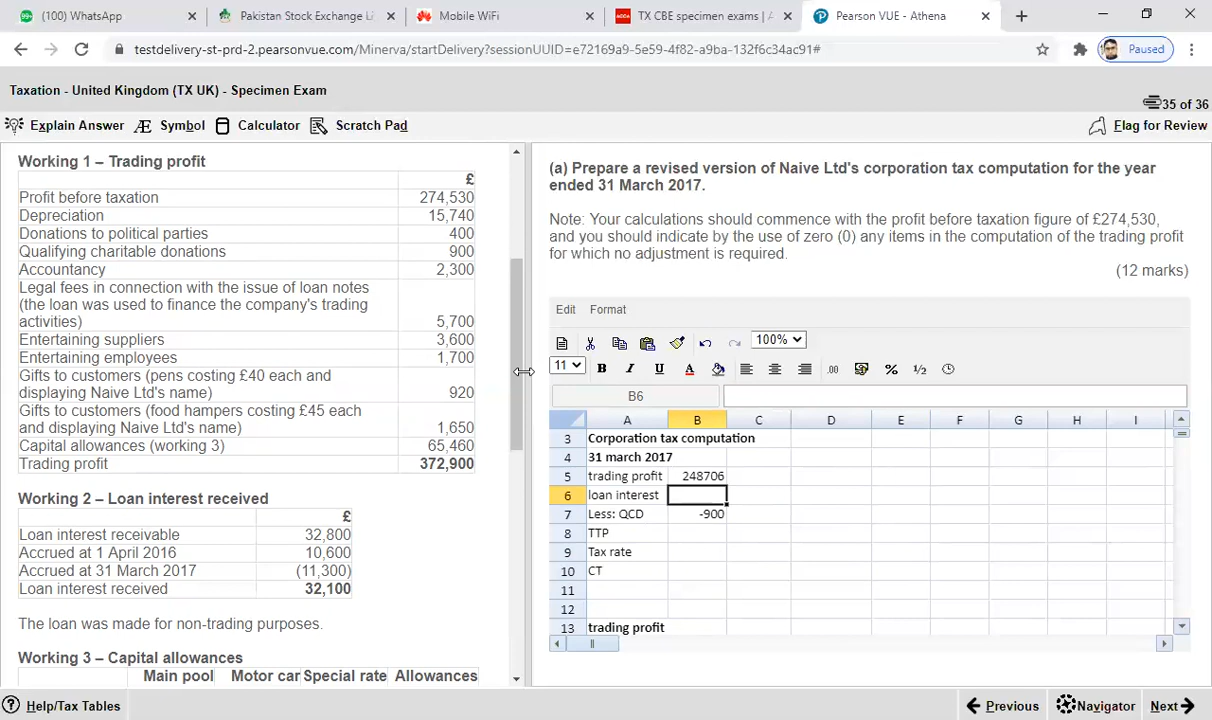 (100) WhatsApp
Pakistan Stock Exchange Li
Mobile WiFi
TX CBE specimen exams | A
Pearson VUE - Athena
testdelivery-st-prd-2.pearsonvue.com/Minerva/startDelivery?sessionUUID=e72169a9-5e59-4f82-a9ba-132f6c34ac91#
Paused
Taxation - United Kingdom (TX UK) - Specimen Exam
35 of 36
Explain Answer
Symbol
Calculator
Scratch Pad
Flag for Review
Working 1 – Trading profit
£
Profit before taxation 274,530
Depreciation 15,740
Donations to political parties 400
Qualifying charitable donations 900
Accountancy 2,300
Legal fees in connection with the issue of loan notes
(the loan was used to finance the company's trading
activities) 5,700
Entertaining suppliers 3,600
Entertaining employees 1,700
Gifts to customers (pens costing £40 each and
displaying Naive Ltd's name) 920
Gifts to customers (food hampers costing £45 each
and displaying Naive Ltd's name) 1,650
Capital allowances (working 3) 65,460
Trading profit 372,900
Working 2 – Loan interest received
£
Loan interest receivable 32,800
Accrued at 1 April 2016 10,600
Accrued at 31 March 2017 (11,300)
Loan interest received 32,100
The loan was made for non-trading purposes.
Working 3 – Capital allowances
Main pool Motor car Special rate Allowances
(a) Prepare a revised version of Naive Ltd's corporation tax computation for the year
ended 31 March 2017.
Note: Your calculations should commence with the profit before taxation figure of £274,530,
and you should indicate by the use of zero (0) any items in the computation of the trading profit
for which no adjustment is required.
(12 marks)
Edit Format
100%
11 B I U A .00 % ½
B6
A B C D E F G H I
3 Corporation tax computation
4 31 march 2017
5 trading profit 248706
6 loan interest
7 Less: QCD -900
8 TTP
9 Tax rate
10 CT
11
12
13 trading profit
Help/Tax Tables
Previous
Navigator
Next